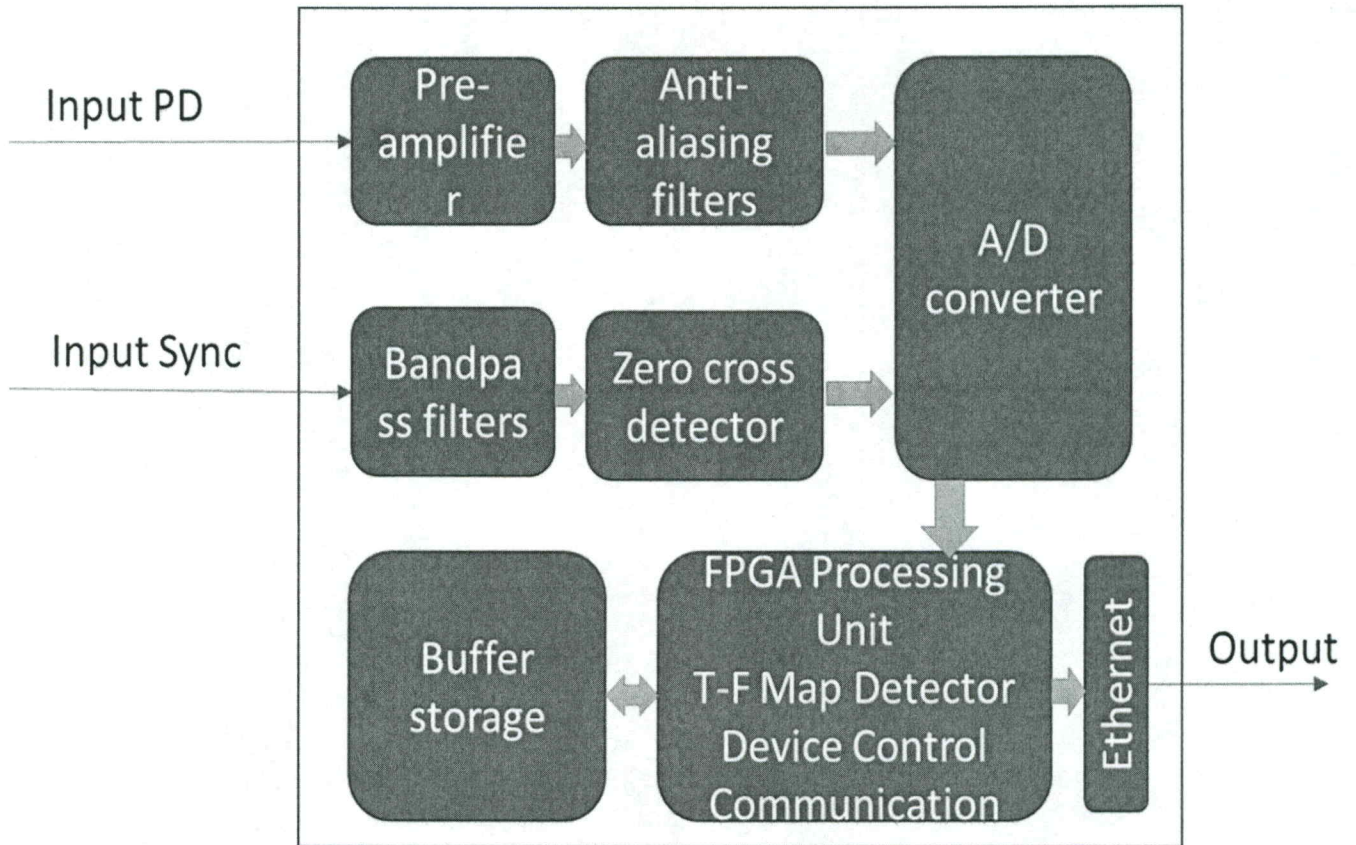 Input PD
Pre-
amplifie
r
Anti-
aliasing
filters
A/D
converter
Input Sync
Bandpa
ss filters
Zero cross
detector
Buffer
storage
FPGA Processing
Unit
T-F Map Detector
Device Control
Communication
Ethernet
Output